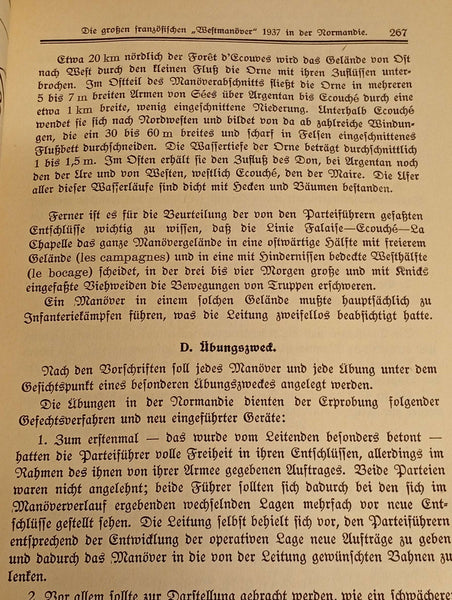 Die großen französischen „Westmanöver“ 1937 in der Normandie. 267
Etwa 20 km nördlich der Forêt d'Ecouves wird das Gelände von Ost
nach West durch den kleinen Fluß die Orne mit ihren Zuflüssen unter-
brochen. Im Ostteil des Manöverabschnitts fließt die Orne in mehreren
5 bis 7 m breiten Armen von Sées über Argentan bis Ecouché durch eine
etwa 1 km breite, wenig eingeschnittene Niederung. Unterhalb Ecouché
wendet sie sich nach Nordwesten und bildet von da ab zahlreiche Windun-
gen, die ein 30 bis 60 m breites und scharf in Felsen eingeschnittenes
Flußbett durchschneiden. Die Wassertiefe der Orne beträgt durchschnittlich
1 bis 1,5 m. Im Osten erhält sie den Zufluß des Don, bei Argentan noch
den der Ure und von Westen, westlich Ecouché, den der Maire. Die Ufer
aller dieser Wasserläufe sind dicht mit Hecken und Bäumen bestanden.
Ferner ist es für die Beurteilung der von den Parteiführern gefaßten
Entschlüsse wichtig zu wissen, daß die Linie Falaise—Ecouché—La
Chapelle das ganze Manövergelände in eine ostwärtige Hälfte mit freierem
Gelände (les campagnes) und in eine mit Hindernissen bedeckte Westhälfte
(le bocage) scheidet, in der drei bis vier Morgen große und mit Knicks
eingefaßte Viehweiden die Bewegungen von Truppen erschweren.
Ein Manöver in einem solchen Gelände mußte hauptsächlich zu
Infanteriekämpfen führen, was die Leitung zweifellos beabsichtigt hatte.
D. Übungszweck.
Nach den Vorschriften soll jedes Manöver und jede Übung unter dem
Gesichtspunkt eines besonderen Übungszweckes angelegt werden.
Die Übungen in der Normandie dienten der Erprobung folgender
Gefechtsverfahren und neu eingeführter Geräte:
1. Zum erstenmal — das wurde vom Leitenden besonders betont —
hatten die Parteiführer volle Freiheit in ihren Entschlüssen, allerdings im
Rahmen des ihnen von ihrer Armee gegebenen Auftrages. Beide Parteien
waren nicht angelehnt; beide Führer sollten sich dadurch bei den sich im
Manöververlauf ergebenden wechselnden Lagen mehrfach vor neue Ent-
schlüsse gestellt sehen. Die Leitung selbst behielt sich vor, den Parteiführern
entsprechend der Entwicklung der operativen Lage neue Aufträge zu geben
und dadurch das Manöver in die von der Leitung gewünschten Bahnen zu
lenken.
2. Vor allem sollte zur Darstellung gebracht werden, wie ein schwächerer